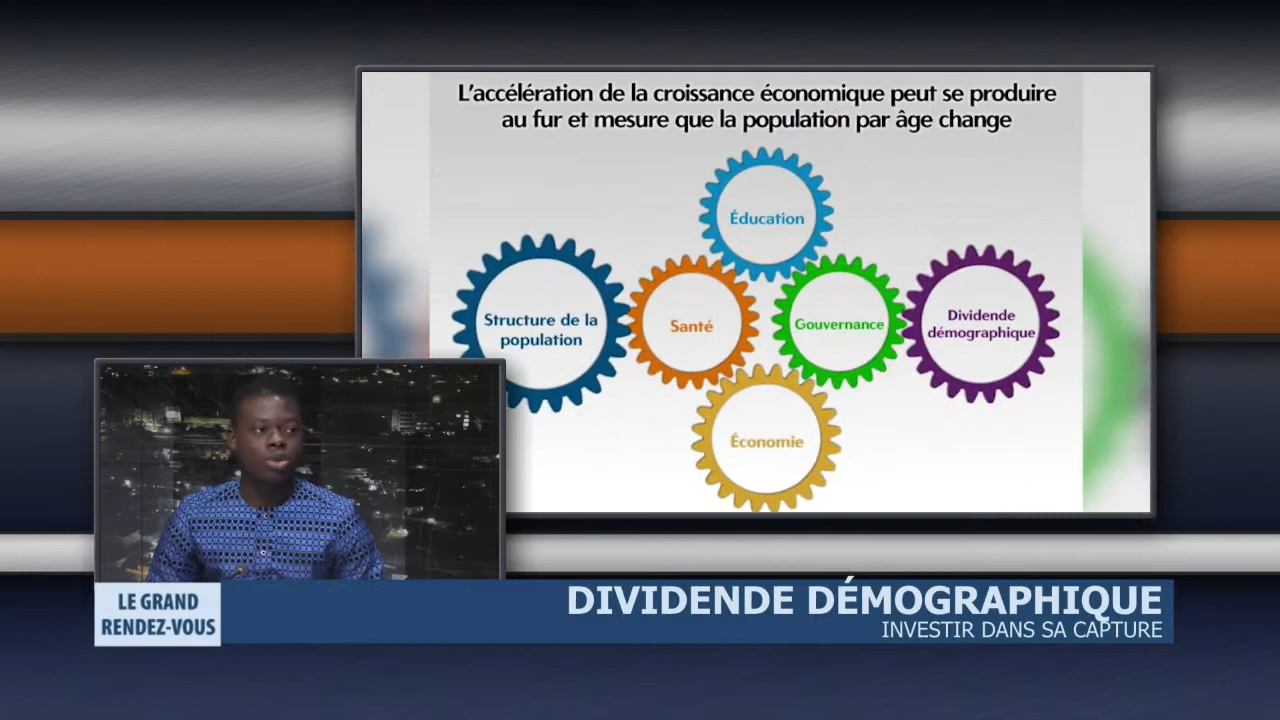 L'accélération de la croissance économique peut se produire
au fur et mesure que la population par âge change
Éducation
Structure de la
population
Santé
Gouvernance
Dividende
démographique
Économie
LE GRAND
RENDEZ-VOUS
DIVIDENDE DÉMOGRAPHIQUE
INVESTIR DANS SA CAPTURE